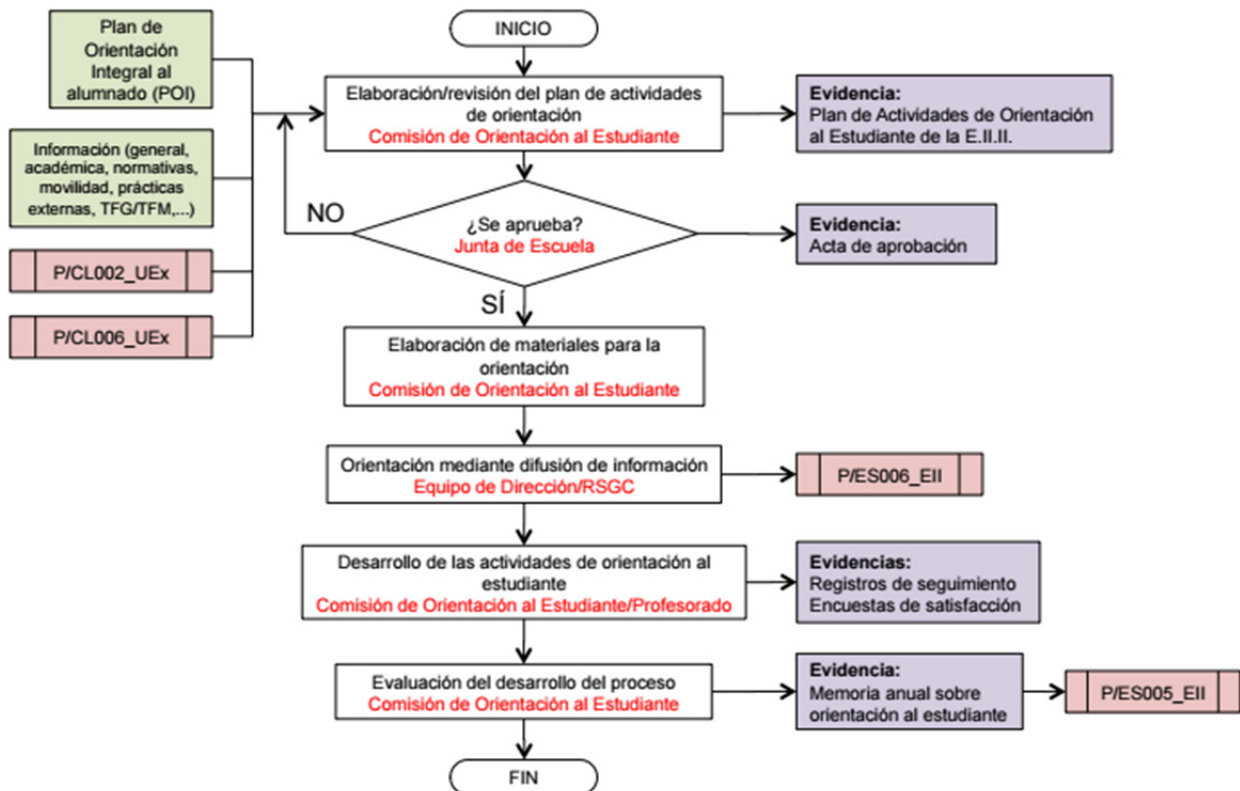 INICIO
Plan de
Orientación
Integral al
alumnado (POI)
Elaboración/revisión del plan de actividades
de orientación
Comisión de Orientación al Estudiante
Evidencia:
Plan de Actividades de Orientación
al Estudiante de la E.II.II.
Información (general,
académica, normativas,
movilidad, prácticas
externas, TFG/TFM,...)
NO
¿Se aprueba?
Junta de Escuela
Evidencia:
Acta de aprobación
P/CL002_UEx
P/CL006_UEx
SÍ
Elaboración de materiales para la
orientación
Comisión de Orientación al Estudiante
Orientación mediante difusión de información
Equipo de Dirección/RSGC
P/ES006_EII
Desarrollo de las actividades de orientación al
estudiante
Comisión de Orientación al Estudiante/Profesorado
Evidencias:
Registros de seguimiento
Encuestas de satisfacción
Evaluación del desarrollo del proceso
Comisión de Orientación al Estudiante
Evidencia:
Memoria anual sobre
orientación al estudiante
P/ES005_EII
FIN